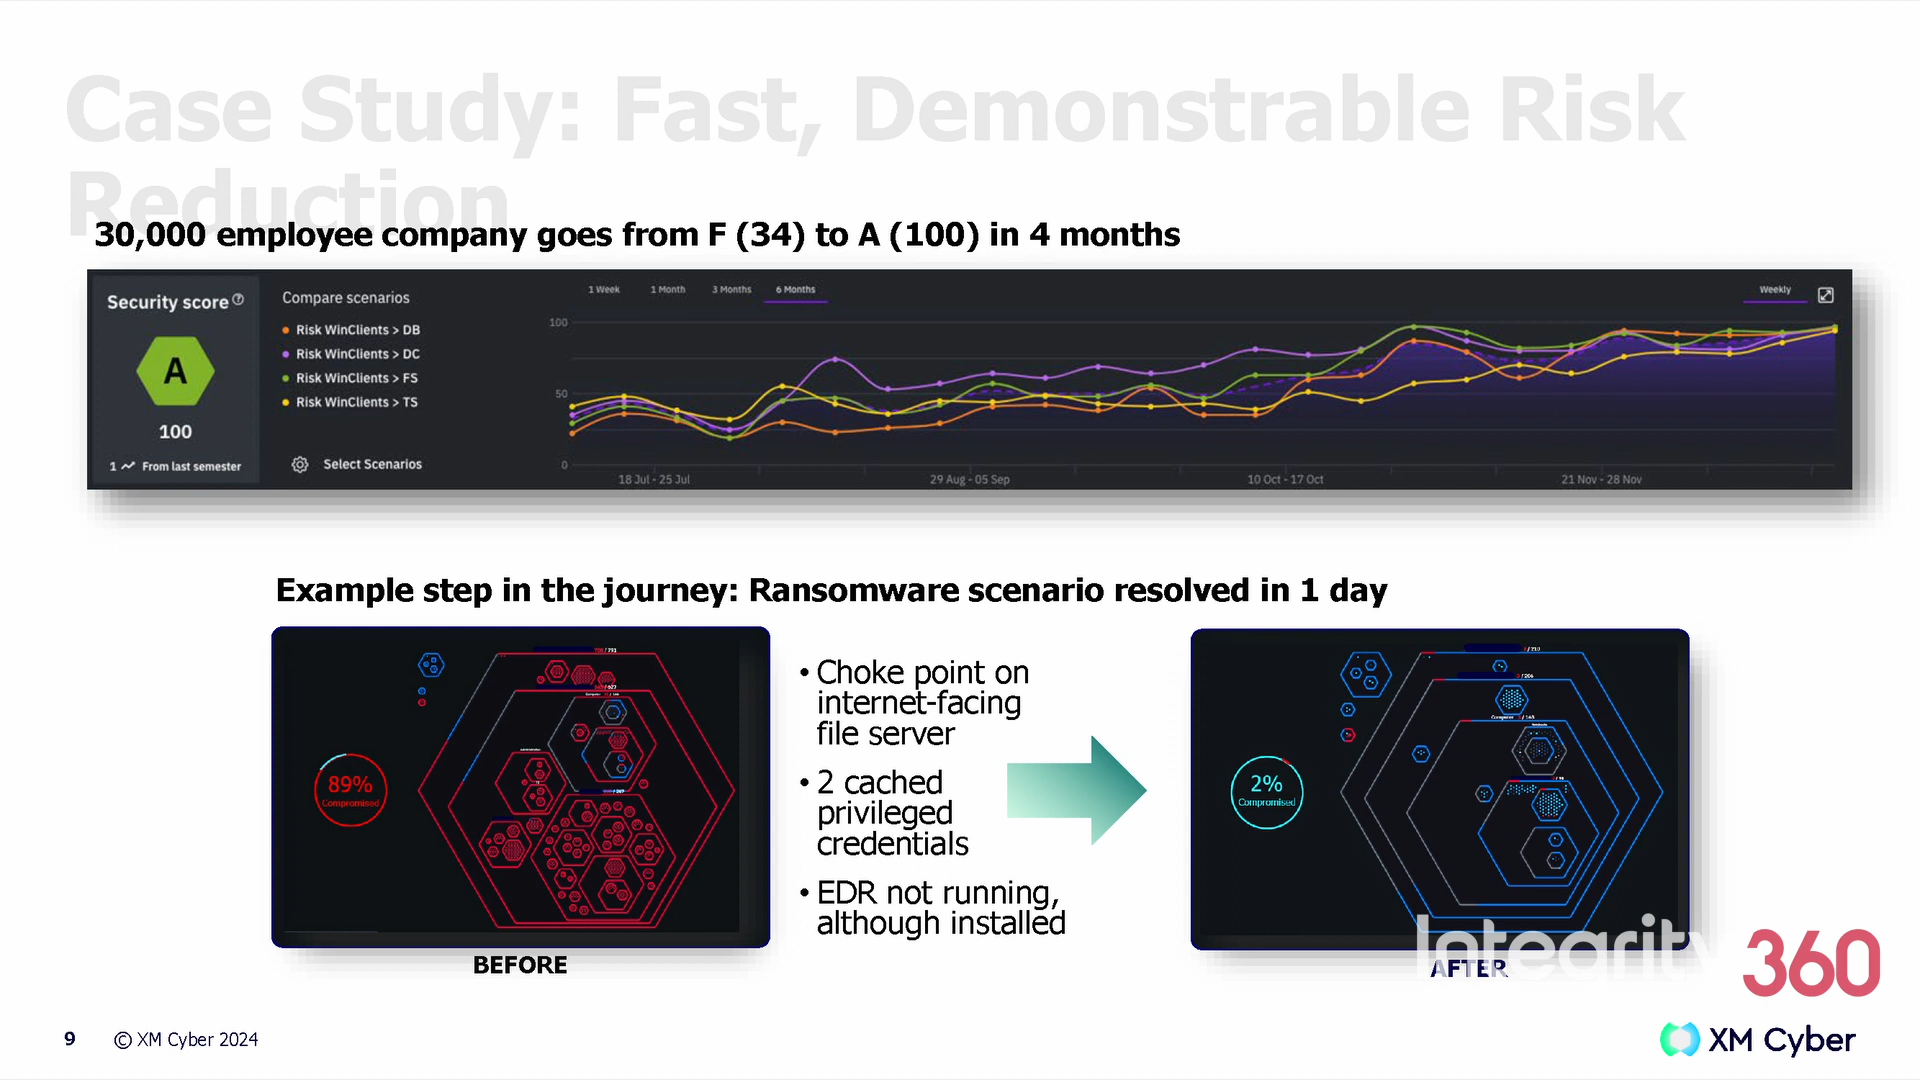 Case Study: Fast, Demonstrable Risk
Reduction
30,000 employee company goes from F (34) to A (100) in 4 months
Security score
A
100
1 From last semester
Compare scenarios
Risk WinClients > DB
Risk WinClients > DC
Risk WinClients > FS
Risk WinClients > TS
Select Scenarios
1 Week 1 Month 3 Months 6 Months
Weekly
100
50
0
18 Jul - 25 Jul 29 Aug - 05 Sep 10 Oct - 17 Oct 21 Nov - 28 Nov
Example step in the journey: Ransomware scenario resolved in 1 day
89%
Compromised
BEFORE
• Choke point on
internet-facing
file server
• 2 cached
privileged
credentials
• EDR not running,
although installed
2%
Compromised
AFTER
Integrity 360
9 © XM Cyber 2024
XM Cyber